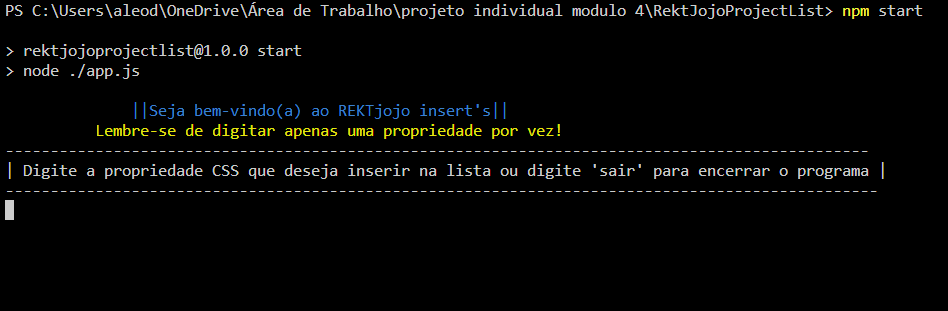 PS C:\Users\aleod\OneDrive\Área de Trabalho\projeto individual modulo 4\RektJojoProjectList> npm start
> rektjojoprojectlist@1.0.0 start
> node ./app.js
||Seja bem-vindo(a) ao REKTjojo insert's||
Lembre-se de digitar apenas uma propriedade por vez!
------------------------------------------------------------------------------------------------
| Digite a propriedade CSS que deseja inserir na lista ou digite 'sair' para encerrar o programa |
-------------------------------------------------------------------------------------------------